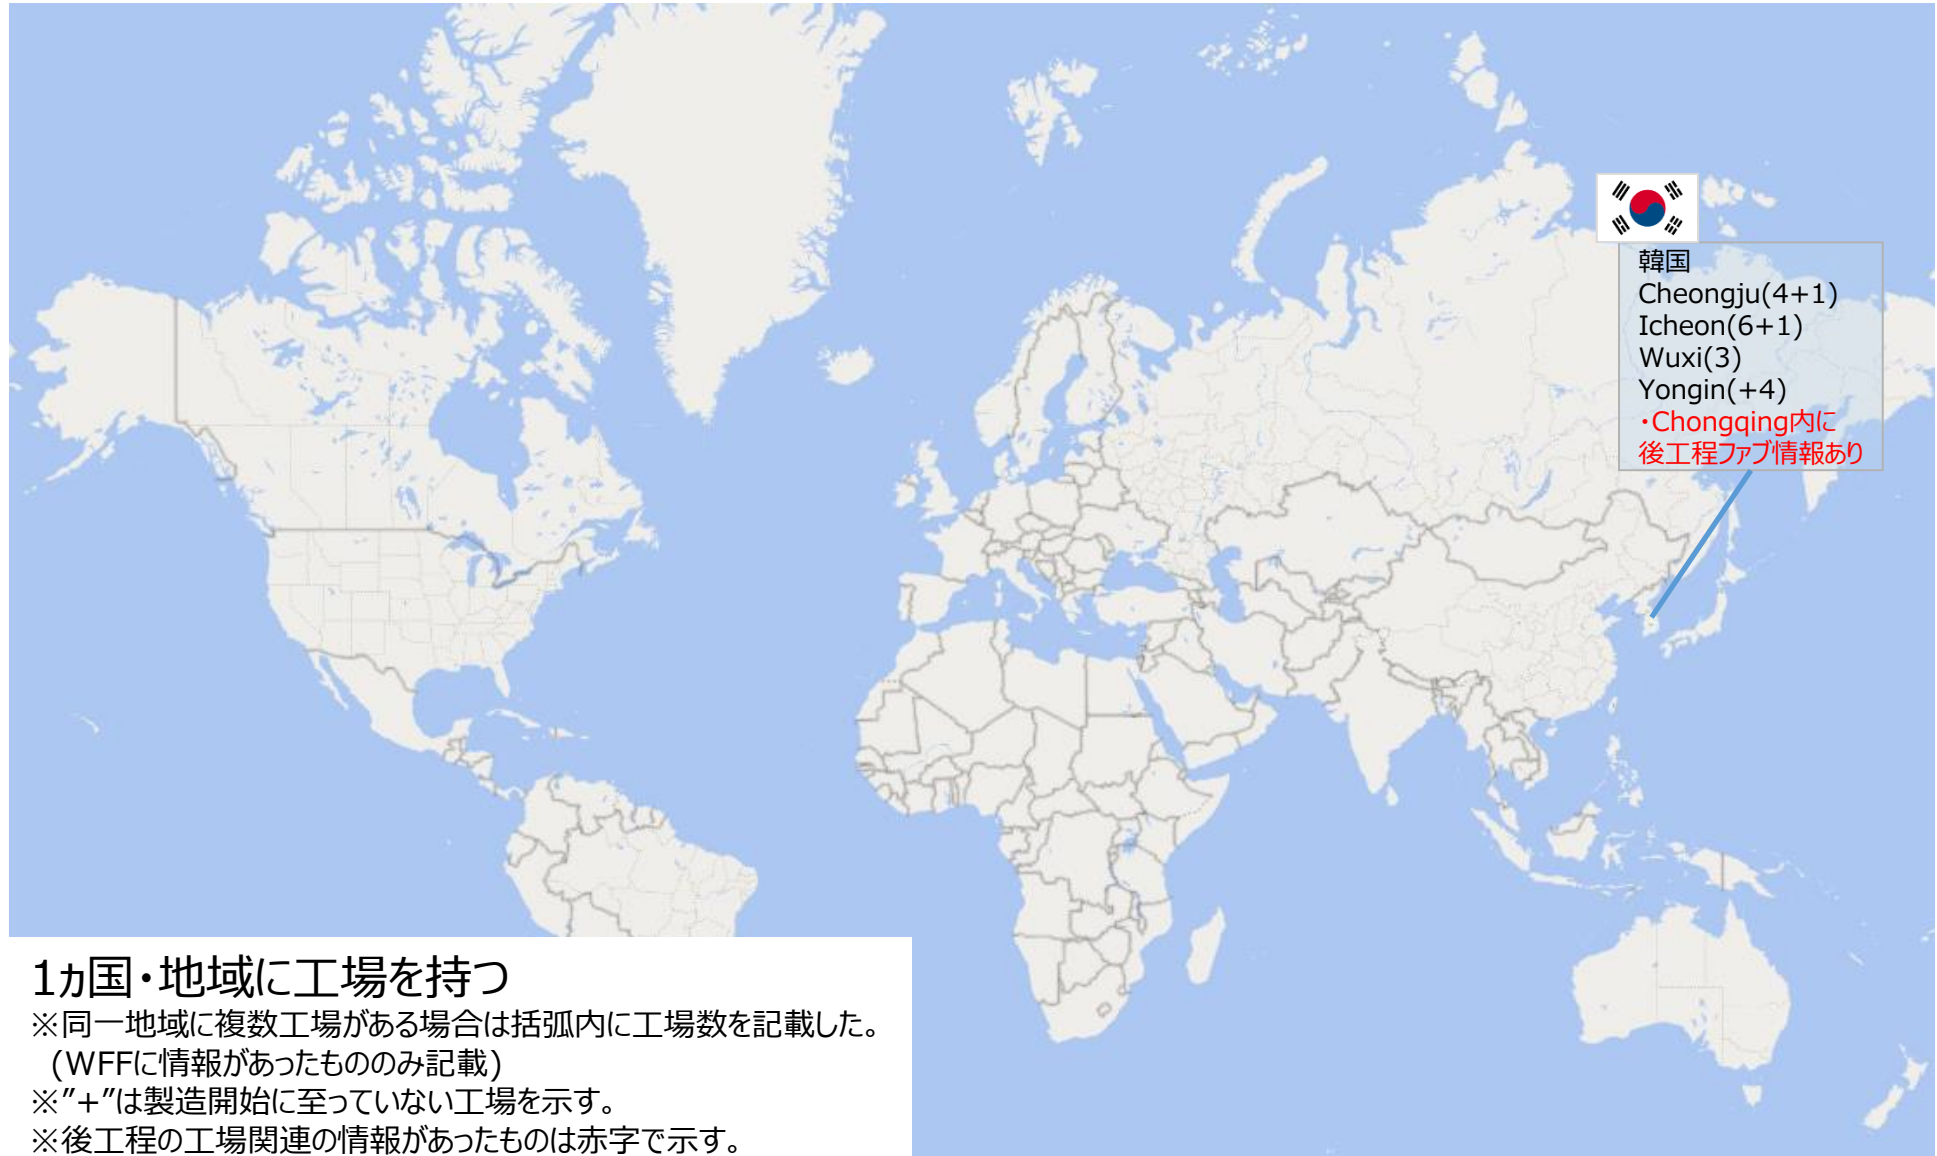 韓国
Cheongju(4+1)
Icheon(6+1)
Wuxi(3)
Yongin(+4)
・Chongqing内に
後工程ファブ情報あり
1ヵ国・地域に工場を持つ
※同一地域に複数工場がある場合は括弧内に工場数を記載した。
(WFFに情報があったもののみ記載)
※"+"は製造開始に至っていない工場を示す。
※後工程の工場関連の情報があったものは赤字で示す。